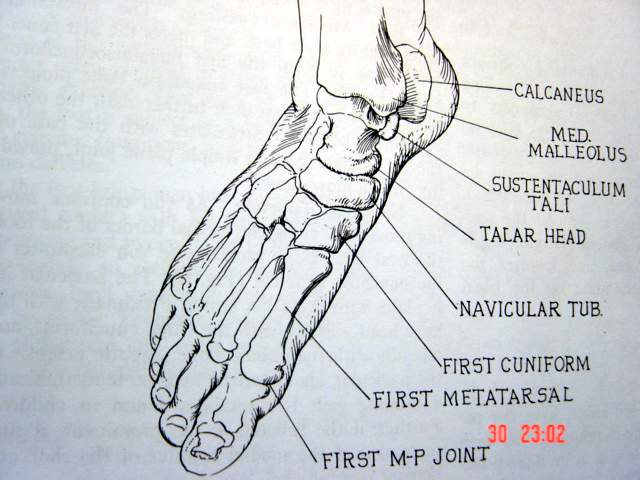 CALCANEUS
MED.
MALLEOLUS
SUSTENTACULUM
TALI
TALAR HEAD
NAVICULAR TUB.
FIRST CUNIFORM
FIRST METATARSAL
FIRST M-P JOINT
30 23:02